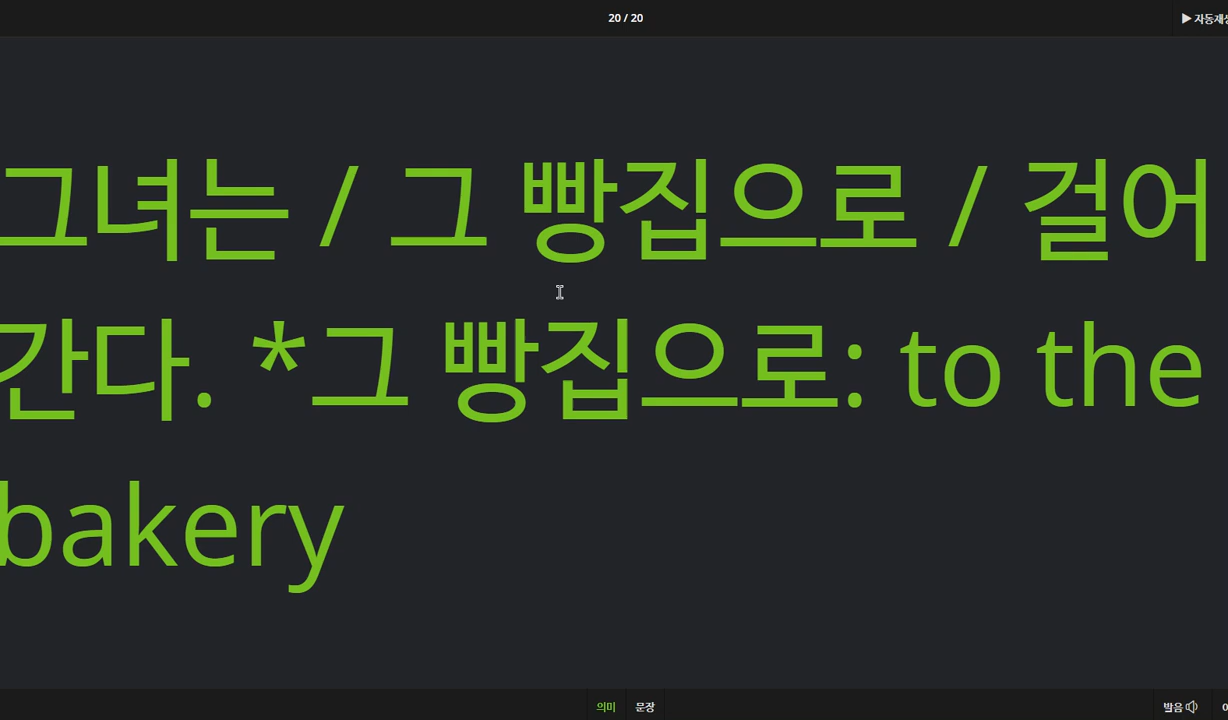 20 / 20
▶ 자동재생
그녀는 / 그 빵집으로 / 걸어
간다. *그 빵집으로: to the
bakery
의미 문장
발음